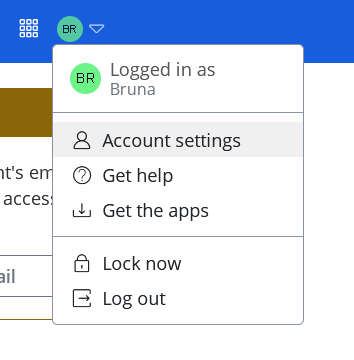 BR
BR
Logged in as
Bruna
Account settings
nt's em
Get help
access
Get the apps
Lock now
ail
Log out